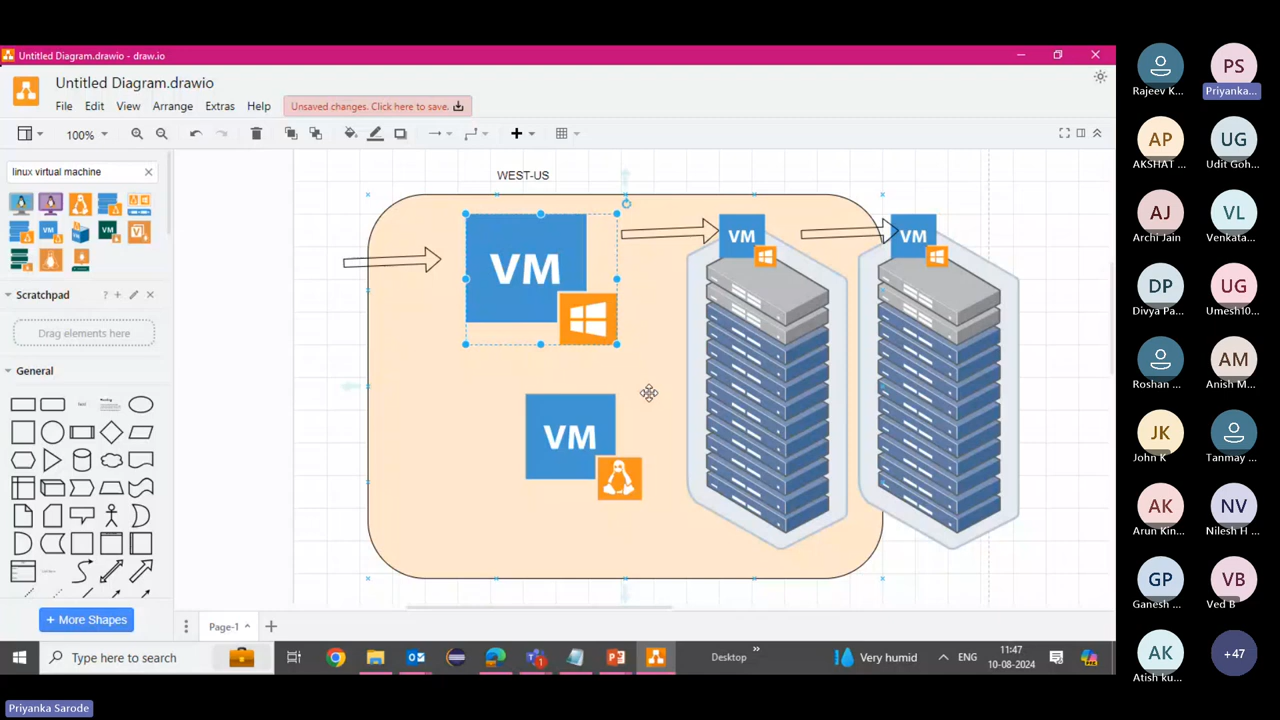 Untitled Diagram.drawio - draw.io
Untitled Diagram.drawio
File Edit View Arrange Extras Help
Unsaved changes. Click here to save.
100%
linux virtual machine
Scratchpad
?
Drag elements here
General
Text
Heading
+ More Shapes
WEST-US
VM
VM
VM
VM
Page-1
Type here to search
Desktop
Very humid
ENG
11:47
10-08-2024
Rajeev K...
PS
Priyanka...
AP
AKSHAT ...
UG
Udit Goh...
AJ
Archi Jain
VL
Venkata...
DP
Divya Pa...
UG
Umesh10...
Roshan ...
AM
Anish M...
JK
John K
Tanmay ...
AK
Arun Kin...
NV
Nilesh H ...
GP
Ganesh ...
VB
Ved B
AK
Atish ku...
+47
Priyanka Sarode